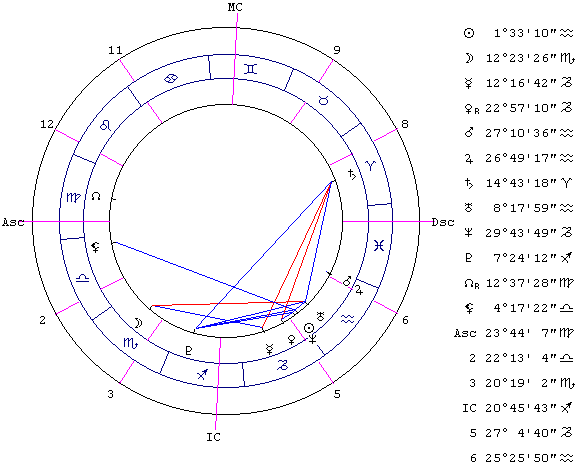 MC
11
9
12
8
Asc
Dsc
2
6
3
5
IC
☉ 1°33'10"♒
☽ 12°23'26"♏
☿ 12°16'42"♑
♀R 22°57'10"♑
♂ 27°10'36"♒
♃ 26°49'17"♒
♄ 14°43'18"♈
♅ 8°17'59"♒
♆ 29°43'49"♑
♇ 7°24'12"♐
☊R 12°37'28"♍
⚸ 4°17'22"♎
Asc 23°44' 7"♍
2 22°13' 4"♎
3 20°19' 2"♏
IC 20°45'43"♐
5 27° 4'40"♑
6 25°25'50"♒